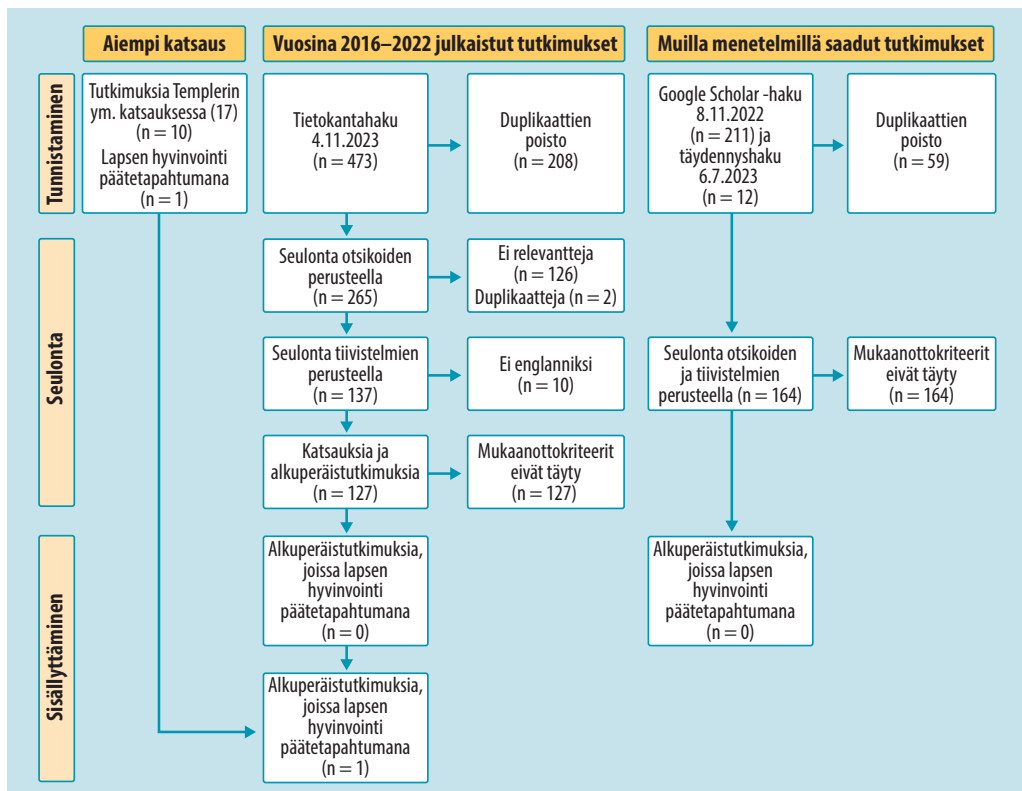 Aiempi katsaus
Vuosina 2016–2022 julkaistut tutkimukset
Muilla menetelmillä saadut tutkimukset
Tunnistaminen
Tutkimuksia Templerin
ym. katsauksessa (17)
(n = 10)
Lapsen hyvinvointi
päätetapahtumana
(n = 1)
Tietokantahaku
4.11.2023
(n = 473)
Duplikaattien
poisto
(n = 208)
Google Scholar -haku
8.11.2022
(n = 211) ja
täydennyshaku
6.7.2023
(n = 12)
Duplikaattien
poisto
(n = 59)
Seulonta
Seulonta otsikoiden
perusteella
(n = 265)
Ei relevantteja
(n = 126)
Duplikaatteja (n = 2)
Seulonta tiivistelmien
perusteella
(n = 137)
Ei englanniksi
(n = 10)
Seulonta otsikoiden
ja tiivistelmien
perusteella (n = 164)
Mukaanottokriteerit
eivät täyty
(n = 164)
Katsauksia ja
alkuperäistutkimuksia
(n = 127)
Mukaanottokriteerit
eivät täyty
(n = 127)
Sisällyttäminen
Alkuperäistutkimuksia,
joissa lapsen
hyvinvointi
päätetapahtumana
(n = 0)
Alkuperäistutkimuksia,
joissa lapsen
hyvinvointi
päätetapahtumana
(n = 0)
Alkuperäistutkimuksia,
joissa lapsen
hyvinvointi
päätetapahtumana
(n = 1)